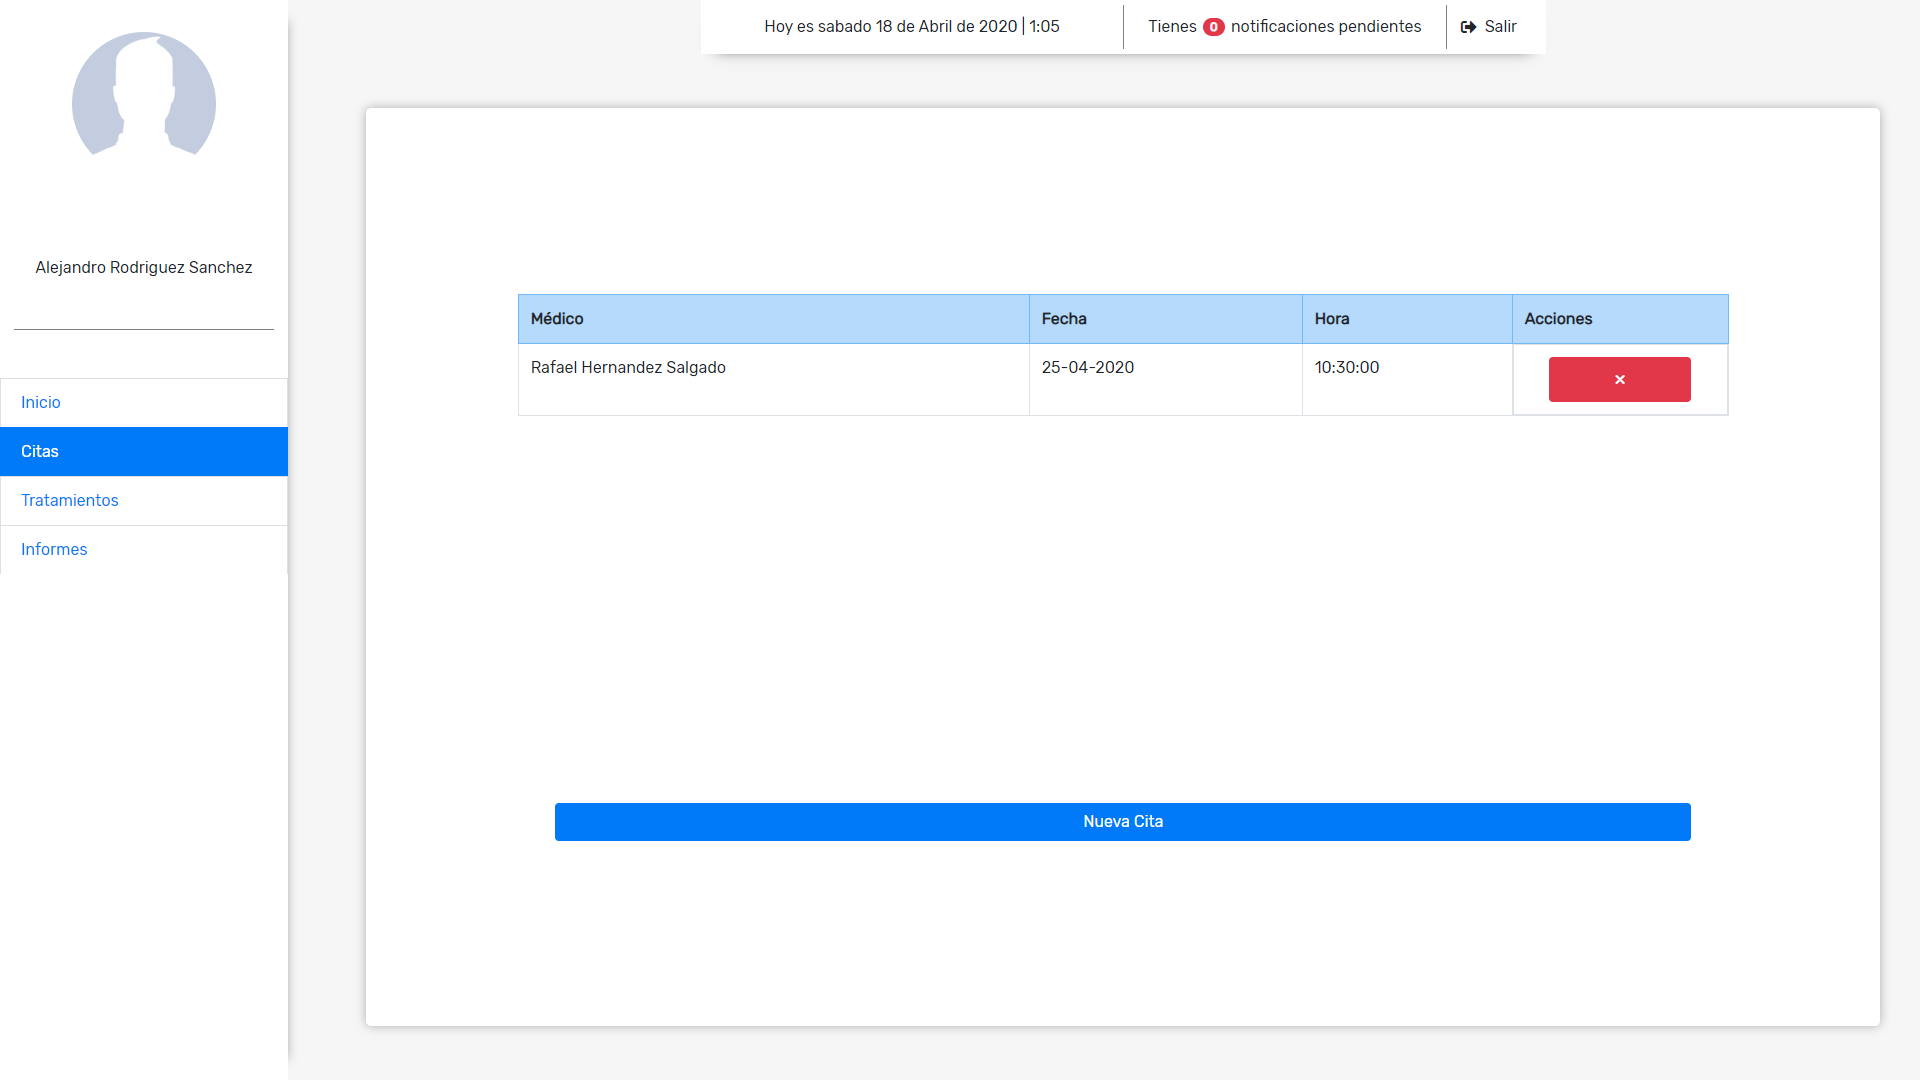 Hoy es sabado 18 de Abril de 2020 | 1:05
Tienes 0 notificaciones pendientes
Salir
Alejandro Rodriguez Sanchez
Inicio
Citas
Tratamientos
Informes
Médico Fecha Hora Acciones
Rafael Hernandez Salgado 25-04-2020 10:30:00
Nueva Cita